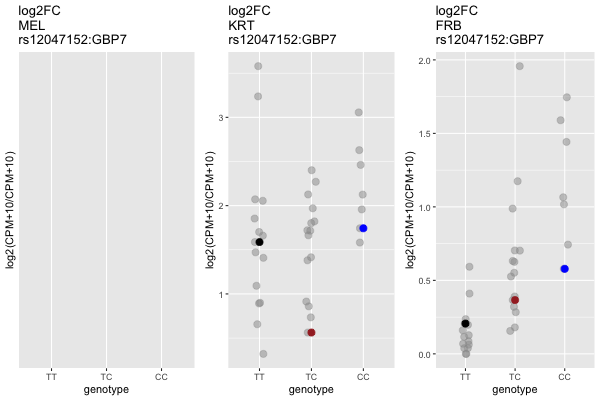 log2FC
MEL
rs12047152:GBP7
log2(CPM+10/CPM+10)
TT TC CC
genotype
log2FC
KRT
rs12047152:GBP7
log2(CPM+10/CPM+10)
3
2
1
TT TC CC
genotype
log2FC
FRB
rs12047152:GBP7
log2(CPM+10/CPM+10)
2.0
1.5
1.0
0.5
0.0
TT TC CC
genotype